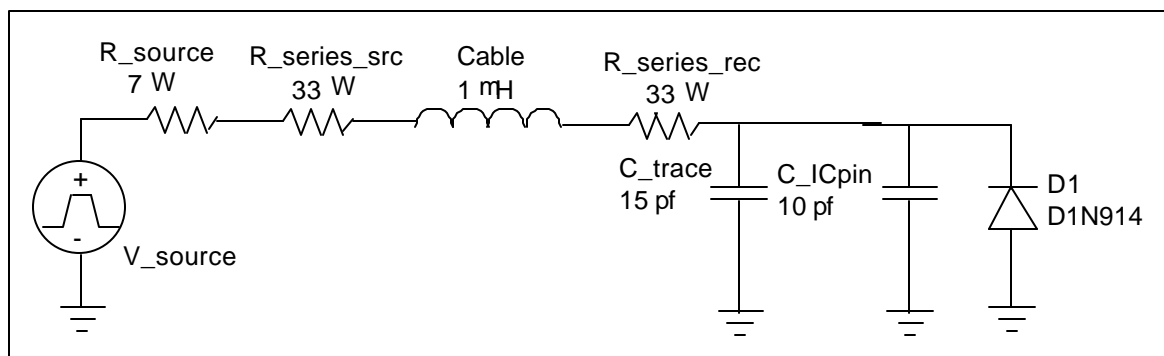 R_source
7 W
R_series_src
33 W
Cable
1 mH
R_series_rec
33 W
C_trace
15 pf
C_ICpin
10 pf
D1
D1N914
+
-
V_source